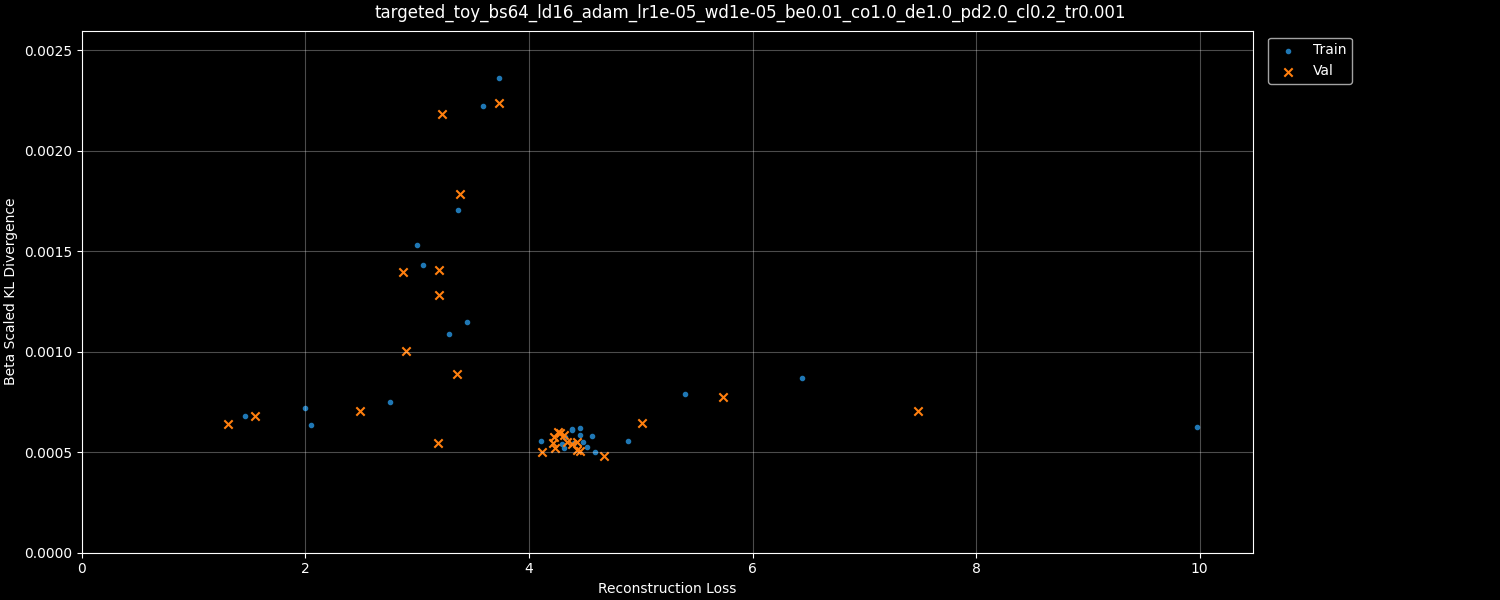 targeted_toy_bs64_ld16_adam_lr1e-05_wd1e-05_be0.01_co1.0_de1.0_pd2.0_cl0.2_tr0.001
Train
Val
Beta Scaled KL Divergence
0.0025
0.0020
0.0015
0.0010
0.0005
0.0000
0 2 4 6 8 10
Reconstruction Loss